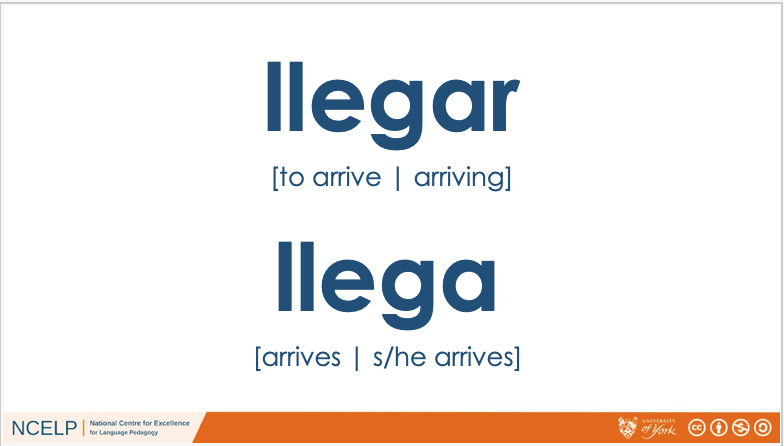 llegar
[to arrive | arriving]
llega
[arrives | s/he arrives]
NCELP | National Centre for Excellence
for Language Pedagogy
UNIVERSITY
of York
cc